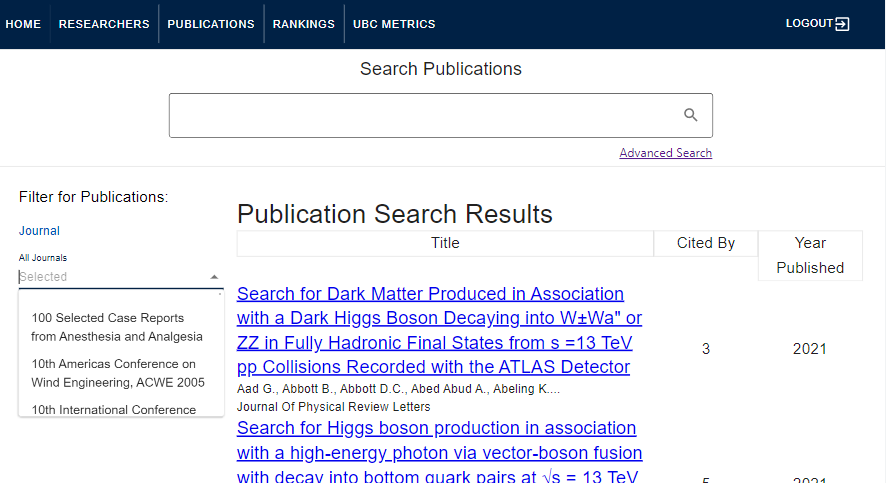 HOME RESEARCHERS PUBLICATIONS RANKINGS UBC METRICS LOGOUT
Search Publications
Advanced Search
Filter for Publications:
Journal
All Journals
Selected
100 Selected Case Reports
from Anesthesia and Analgesia
10th Americas Conference on
Wind Engineering, ACWE 2005
10th International Conference
Publication Search Results
Title Cited By Year
Published
Search for Dark Matter Produced in Association
with a Dark Higgs Boson Decaying into W±Wa" or
ZZ in Fully Hadronic Final States from s =13 TeV
pp Collisions Recorded with the ATLAS Detector
3 2021
Aad G., Abbott B., Abbott D.C., Abed Abud A., Abeling K....
Journal Of Physical Review Letters
Search for Higgs boson production in association
with a high-energy photon via vector-boson fusion
with decay into bottom quark pairs at √s = 13 TeV
5 2021